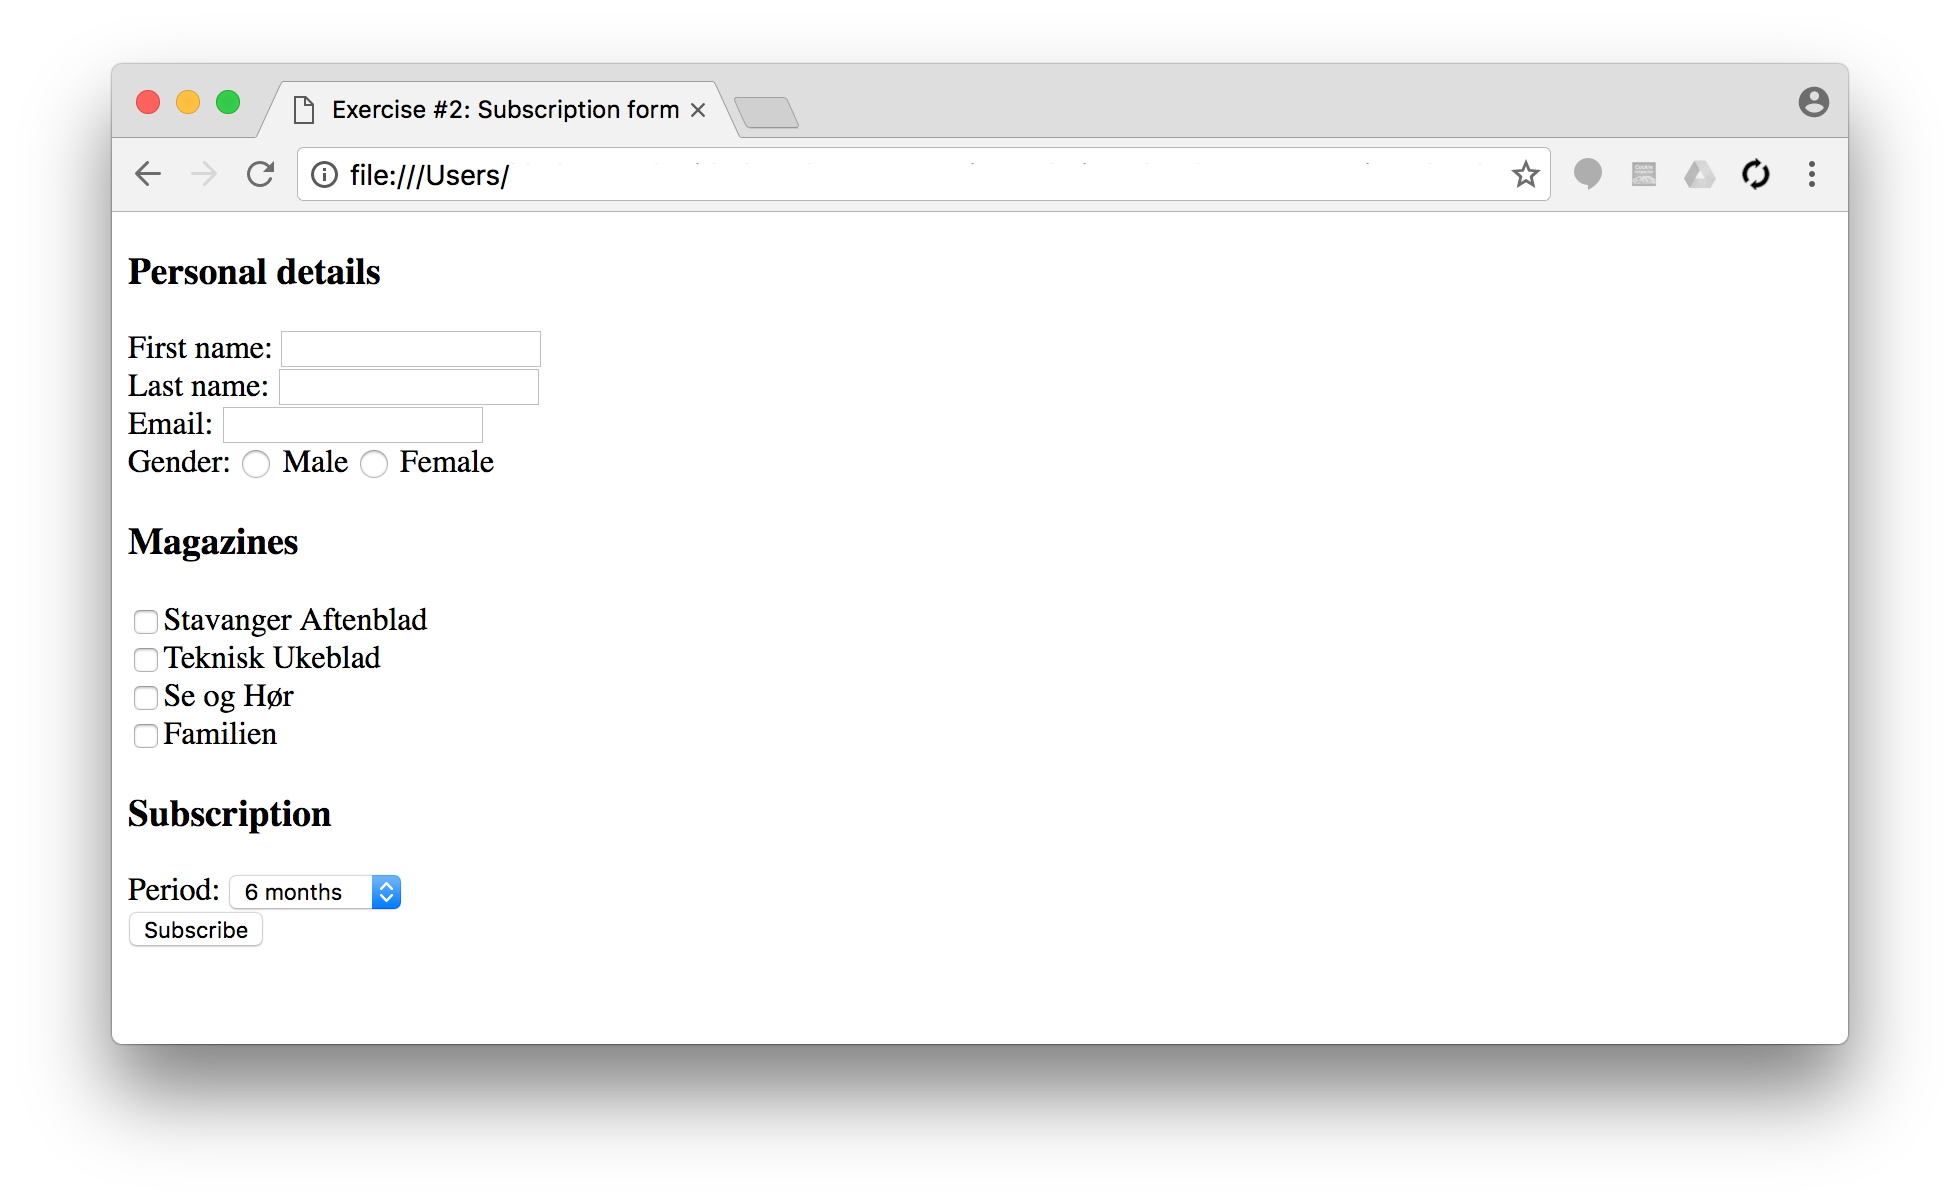 Exercise #2: Subscription form
file:///Users/
Personal details
First name:
Last name:
Email:
Gender: Male Female
Magazines
Stavanger Aftenblad
Teknisk Ukeblad
Se og Hør
Familien
Subscription
Period: 6 months
Subscribe